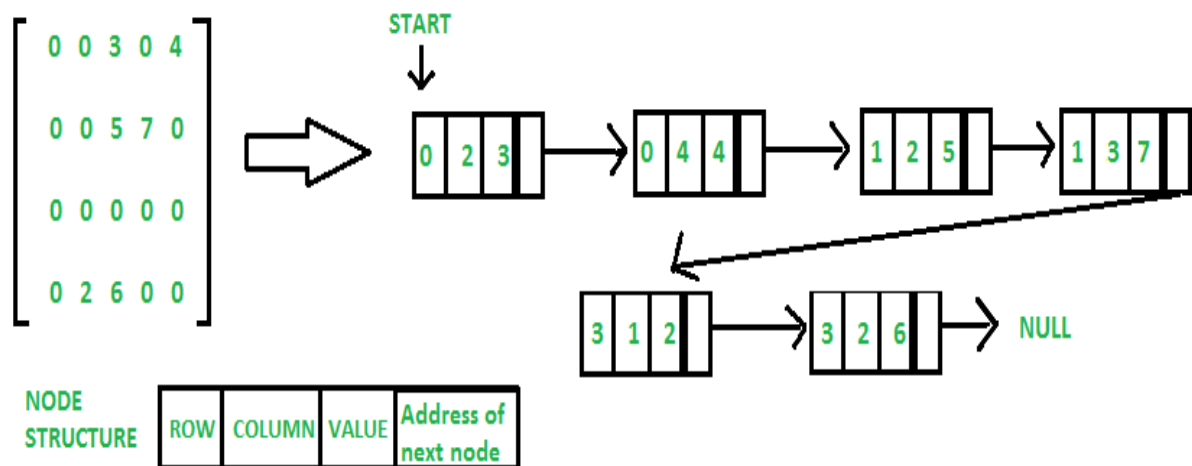 START
0 0 3 0 4
0 0 5 7 0
0 0 0 0 0
0 2 6 0 0
0 2 3
0 4 4
1 2 5
1 3 7
3 1 2
3 2 6
NULL
NODE
STRUCTURE
ROW
COLUMN
VALUE
Address of
next node